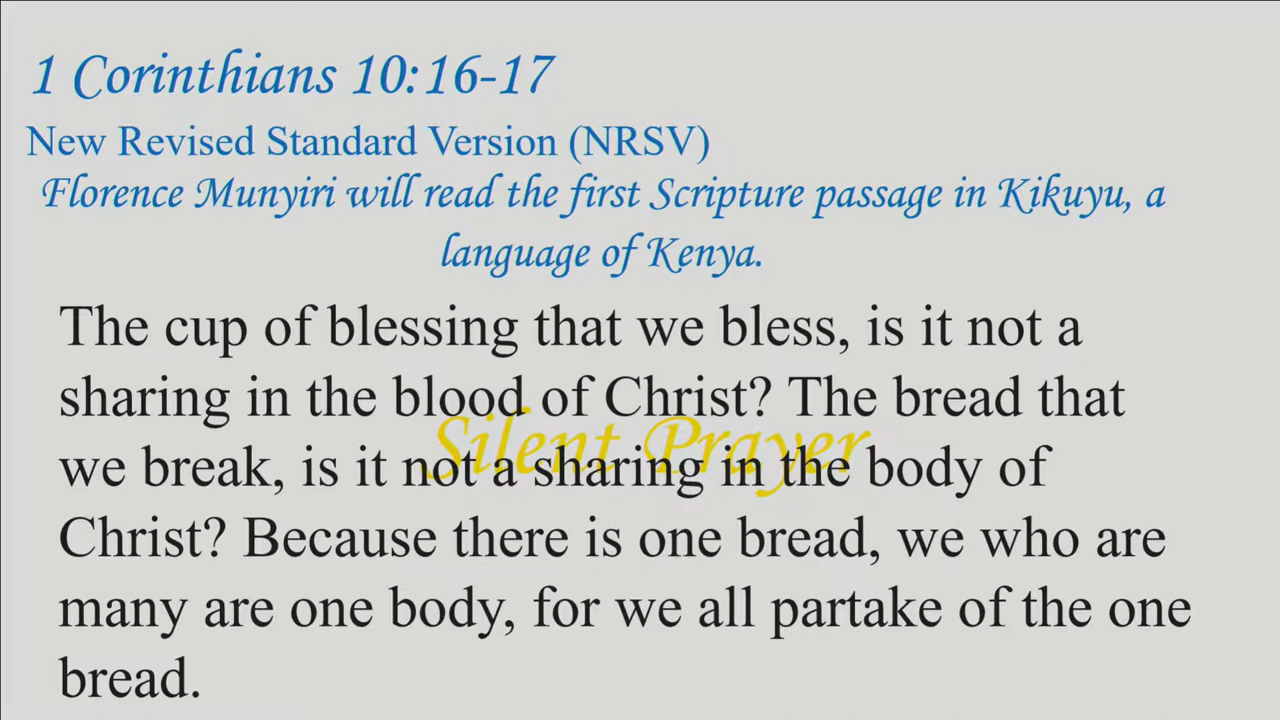 1 Corinthians 10:16-17
New Revised Standard Version (NRSV)
Florence Munyiri will read the first Scripture passage in Kikuyu, a
language of Kenya.
The cup of blessing that we bless, is it not a
sharing in the blood of Christ? The bread that
Silent Prayer
we break, is it not a sharing in the body of
Christ? Because there is one bread, we who are
many are one body, for we all partake of the one
bread.